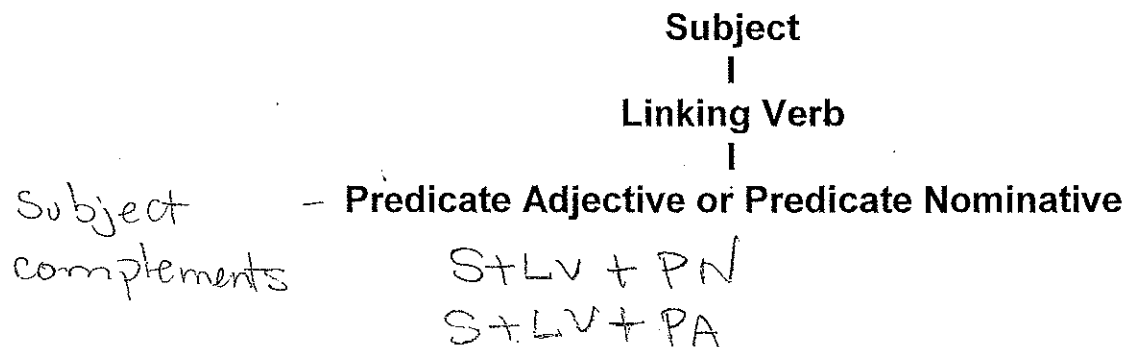 Subject
Linking Verb
Subject - Predicate Adjective or Predicate Nominative
complements
S+LV + PN
S+LV+PA